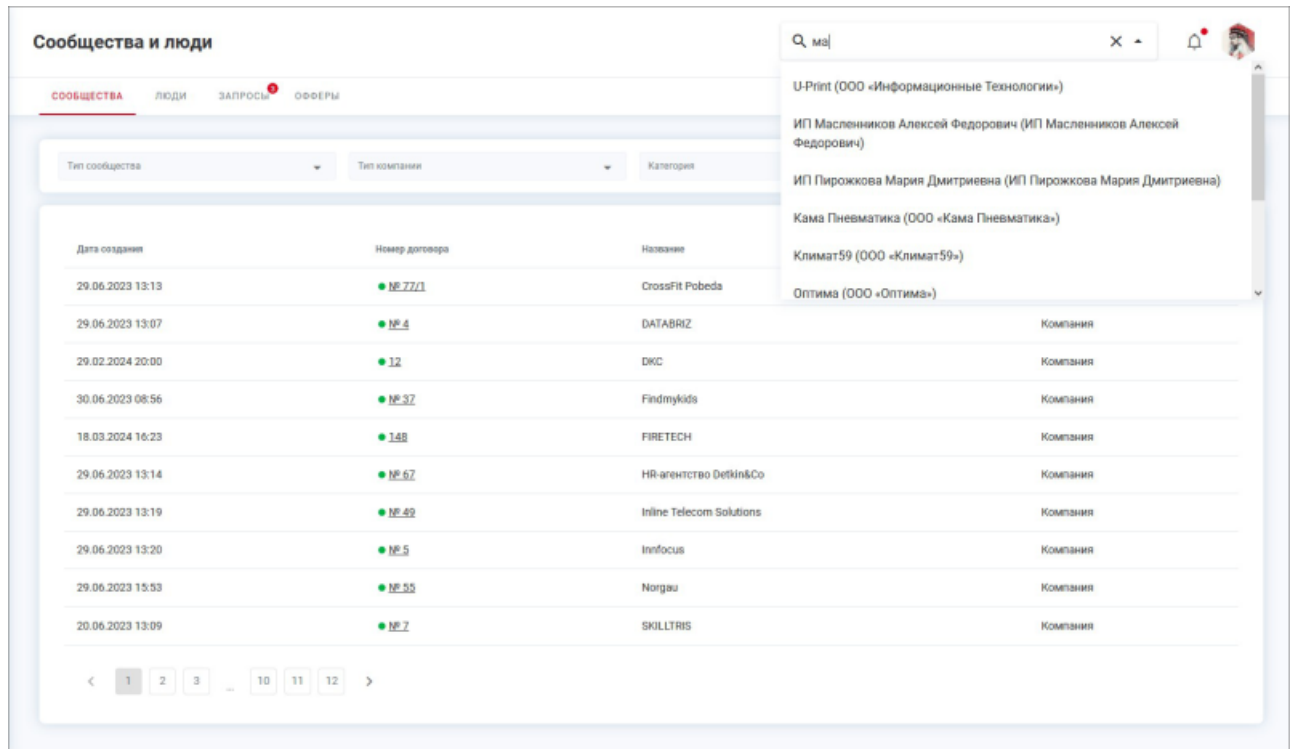 Сообщества и люди
ма
СООБЩЕСТВА ЛЮДИ ЗАПРОСЫ 3 ОФФЕРЫ
U-Print (ООО «Информационные Технологии»)
ИП Масленников Алексей Федорович (ИП Масленников Алексей
Федорович)
ИП Пирожкова Мария Дмитриевна (ИП Пирожкова Мария Дмитриевна)
Кама Пневматика (ООО «Кама Пневматика»)
Климат59 (ООО «Климат59»)
Оптима (ООО «Оптима»)
Тип сообщества Тип компании Категория
Дата создания Номер договора Название
29.06.2023 13:13 № 77/1 CrossFit Pobeda
29.06.2023 13:07 № 4 DATABRIZ Компания
29.02.2024 20:00 12 DKC Компания
30.06.2023 08:56 № 37 Findmykids Компания
18.03.2024 16:23 148 FIRETECH Компания
29.06.2023 13:14 № 67 HR-агентство Detkin&Co Компания
29.06.2023 13:19 № 49 Inline Telecom Solutions Компания
29.06.2023 13:20 № 5 Innfocus Компания
29.06.2023 15:53 № 55 Norgau Компания
20.06.2023 13:09 № 7 SKILLTRIS Компания
< 1 2 3 ... 10 11 12 >